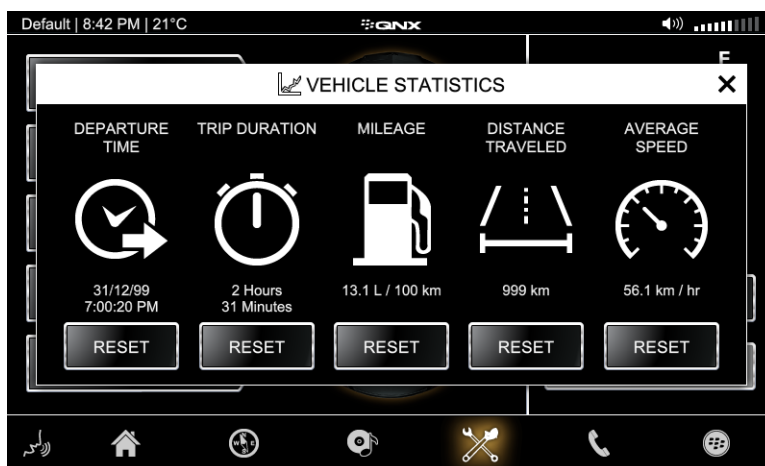 Default | 8:42 PM | 21°C
QNX
E
VEHICLE STATISTICS
DEPARTURE
TIME
TRIP DURATION
MILEAGE
DISTANCE
TRAVELED
AVERAGE
SPEED
31/12/99
7:00:20 PM
2 Hours
31 Minutes
13.1 L / 100 km
999 km
56.1 km / hr
RESET
RESET
RESET
RESET
RESET